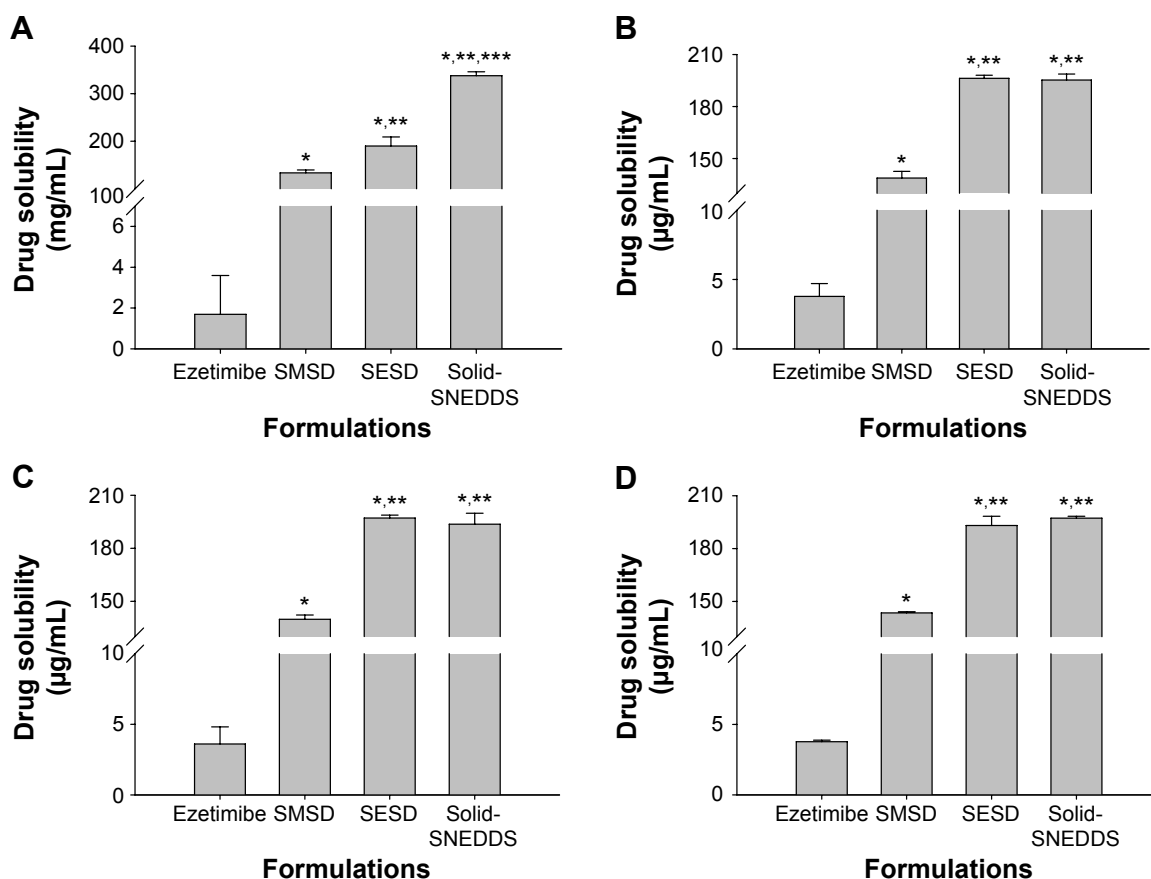 A
400
300
200
100
6
4
2
0
Drug solubility
(mg/mL)
*
*,**
*,**,***
Ezetimibe SMSD SESD Solid-
SNEDDS
Formulations
B
210
180
150
10
5
0
Drug solubility
(µg/mL)
*
*,**
*,**
Ezetimibe SMSD SESD Solid-
SNEDDS
Formulations
C
210
180
150
10
5
0
Drug solubility
(µg/mL)
*
*,**
*,**
Ezetimibe SMSD SESD Solid-
SNEDDS
Formulations
D
210
180
150
10
5
0
Drug solubility
(µg/mL)
*
*,**
*,**
Ezetimibe SMSD SESD Solid-
SNEDDS
Formulations